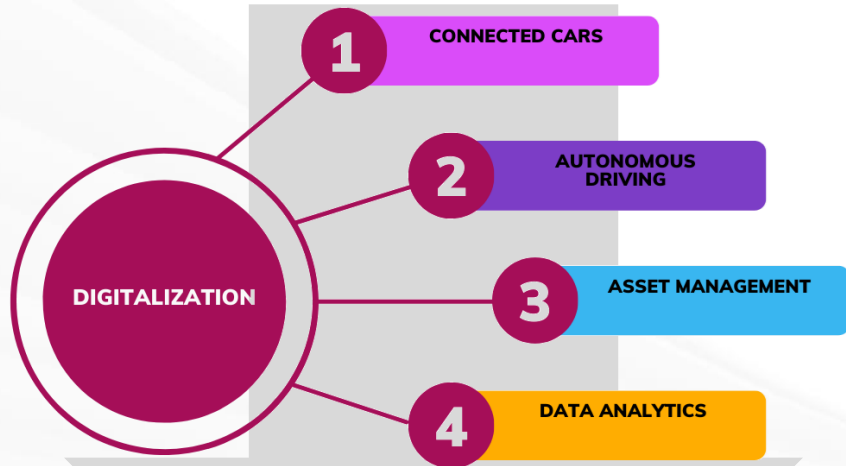 1
CONNECTED CARS
2
AUTONOMOUS
DRIVING
DIGITALIZATION
3
ASSET MANAGEMENT
4
DATA ANALYTICS